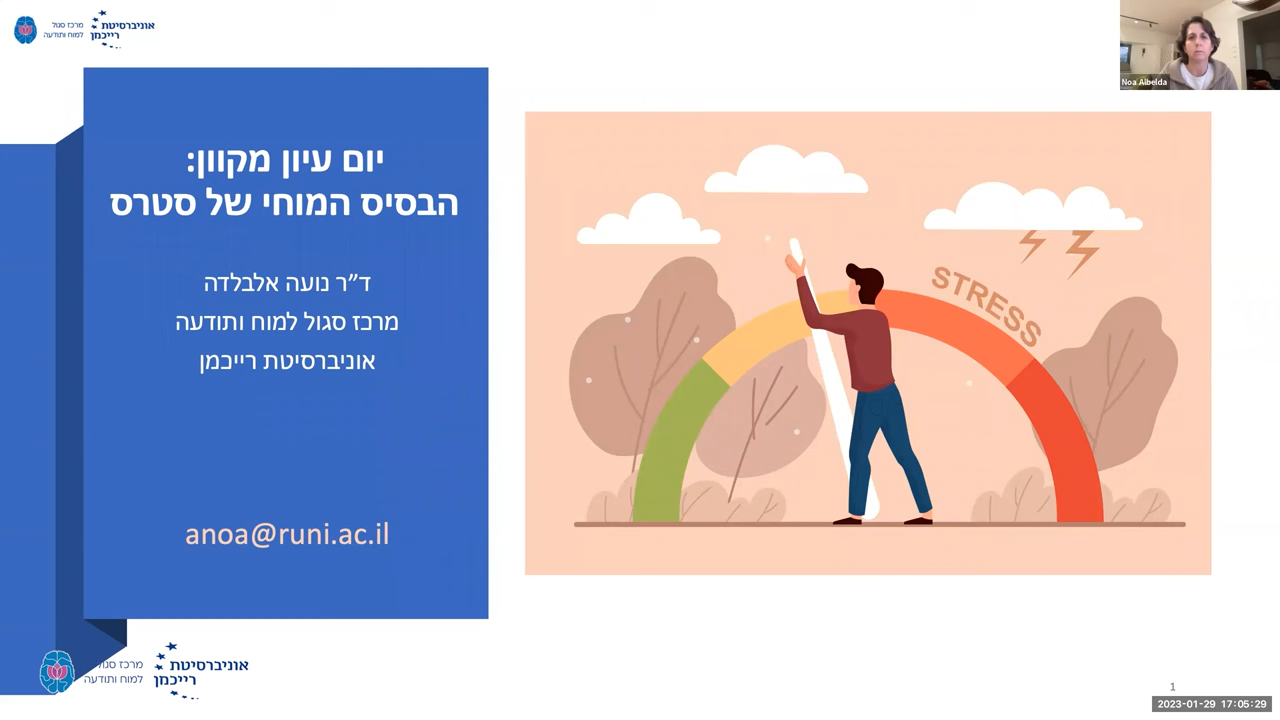 מרכז סגול
למוח ותודעה
אוניברסיטת
רייכמן
Noa Albelda
יום עיון מקוון:
הבסיס המוחי של סטרס
ד״ר נועה אלבלדה
מרכז סגול למוח ותודעה
אוניברסיטת רייכמן
anoa@runi.ac.il
STRESS
מרכז סגול
למוח ותודעה
אוניברסיטת
רייכמן
1
2023-01-29 17:05:29